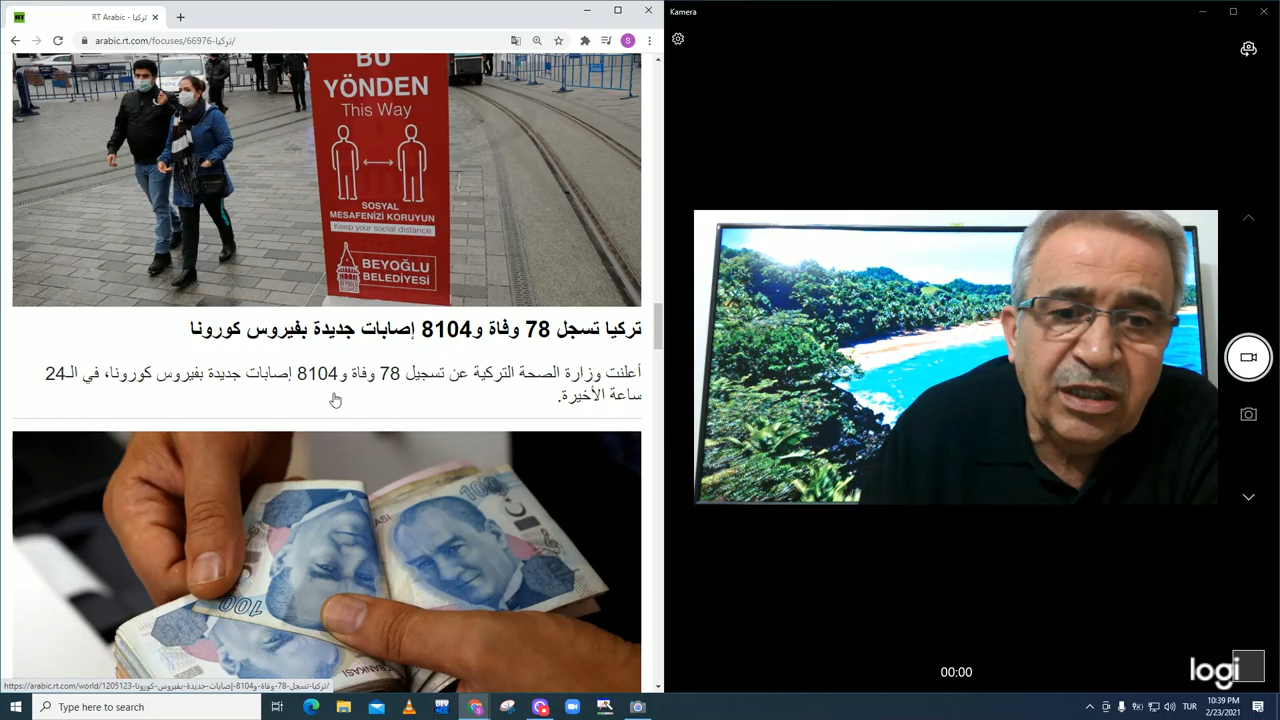 RT Arabic - تركيا
arabic.rt.com/focuses/66976-تركيا/
S
BU
YÖNDEN
This Way
SOSYAL
MESAFENİZİ KORUYUN
Keep your social distance
BEYOĞLU
BELEDİYESİ
تركيا تسجل 78 وفاة و8104 إصابات جديدة بفيروس كورونا
أعلنت وزارة الصحة التركية عن تسجيل 78 وفاة و8104 إصابات جديدة بفيروس كورونا، في الـ24
ساعة الأخيرة.
100
100
https://arabic.rt.com/world/1205123-تركيا-تسجل-78-وفاة-و8104-إصابات-جديدة-بفيروس-كورونا/
Kamera
00:00
logi
Type here to search
TUR
10:39 PM
2/23/2021